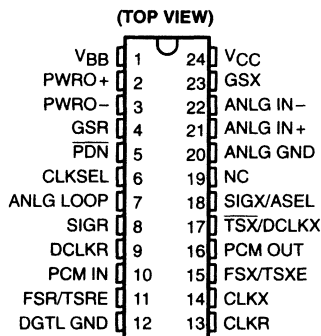 (TOP VIEW)
VBB 1 24 VCC
PWRO+ 2 23 GSX
PWRO− 3 22 ANLG IN−
GSR 4 21 ANLG IN+
PDN 5 20 ANLG GND
CLKSEL 6 19 NC
ANLG LOOP 7 18 SIGX/ASEL
SIGR 8 17 TSX/DCLKX
DCLKR 9 16 PCM OUT
PCM IN 10 15 FSX/TSXE
FSR/TSRE 11 14 CLKX
DGTL GND 12 13 CLKR